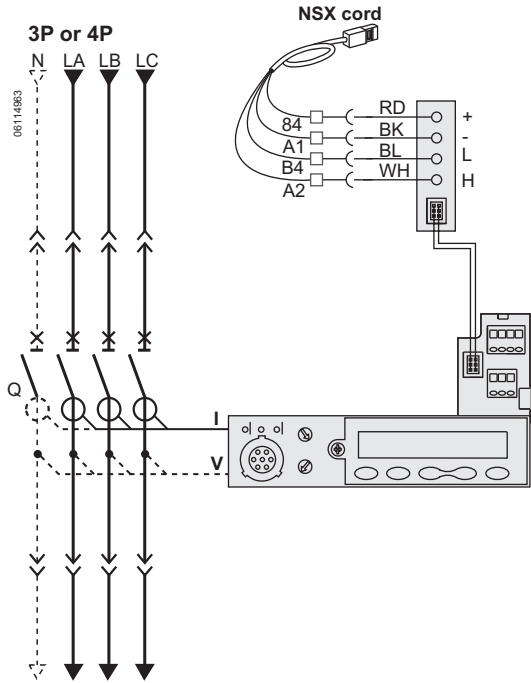 NSX cord
3P or 4P
N LA LB LC
06114963
84 RD +
A1 BK -
B4 BL L
A2 WH H
Q
I
V